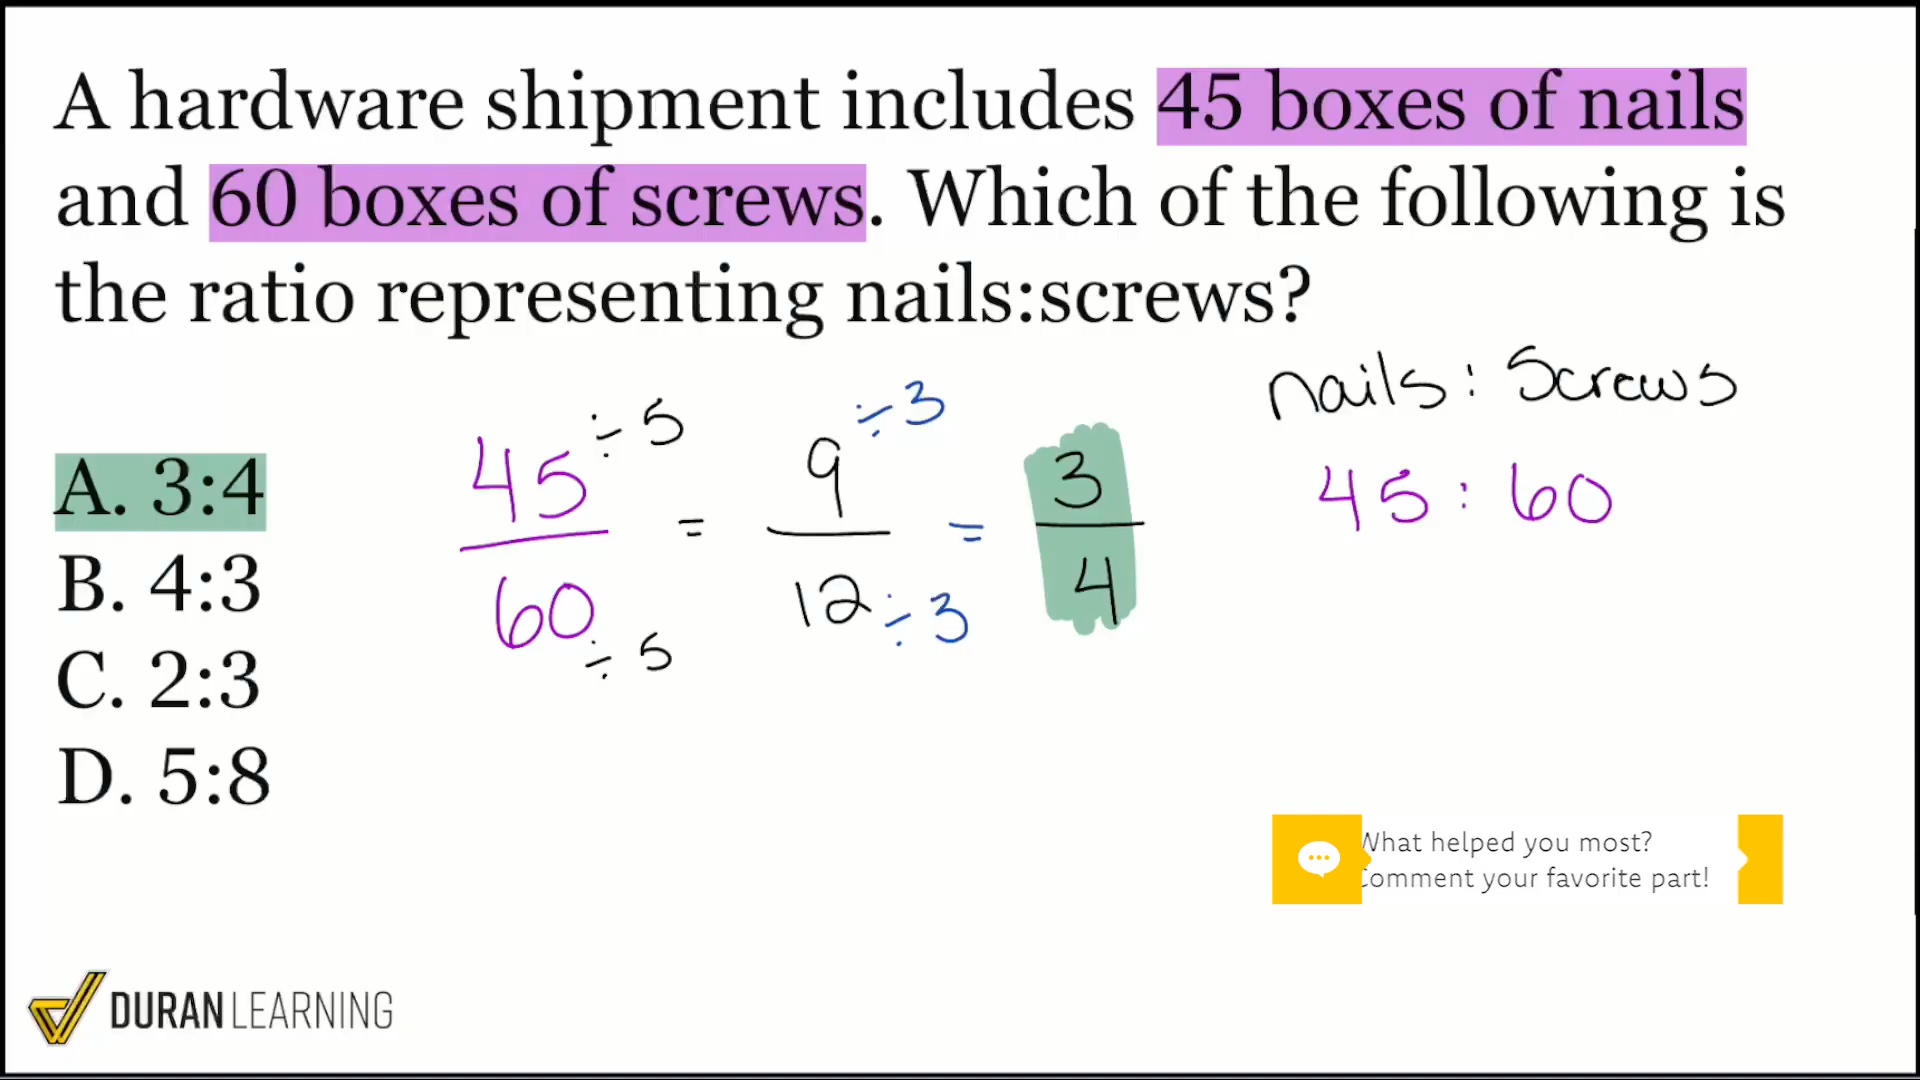 A hardware shipment includes 45 boxes of nails
and 60 boxes of screws. Which of the following is
the ratio representing nails:screws?
nails : Screws
45 : 60
A. 3:4
B. 4:3
C. 2:3
D. 5:8
45 ÷ 5 = 9 ÷3 = 3
60 ÷ 5 12 ÷3 4
What helped you most?
Comment your favorite part!
DURAN LEARNING